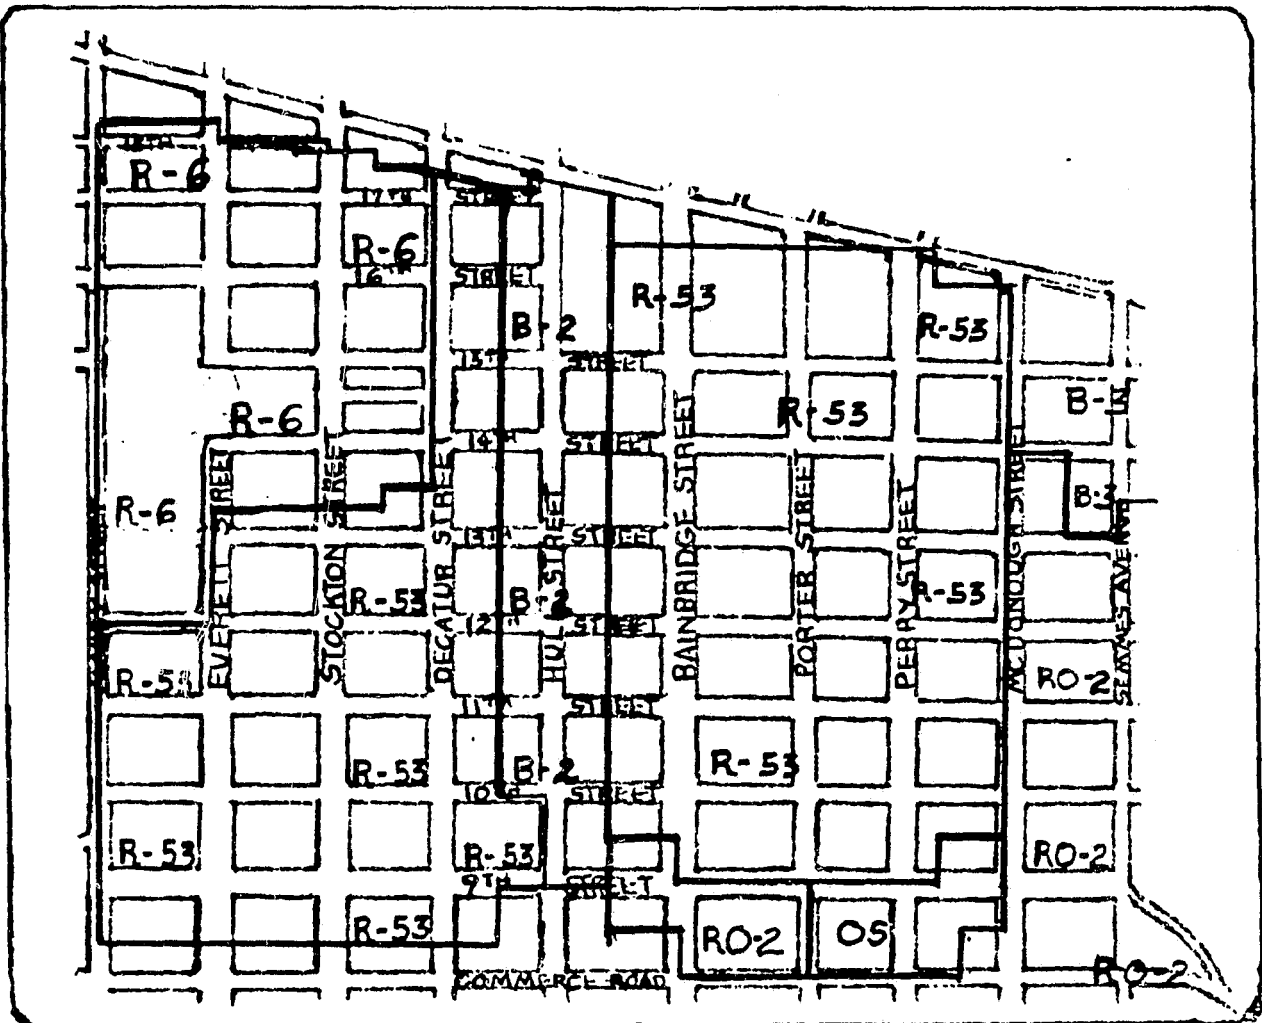 18TH
R-6
17TH STREET
R-6
16TH STREET
R-53
B-2
R-53
15TH STREET
B-
R-53
R-6
14TH STREET
B-
R-6
13TH STREET
R-53
R-53
B-2
12TH STREET
EVERETT STREET
STOCKTON STREET
DECATUR STREET
HULL STREET
BAINBRIDGE STREET
PORTER STREET
PERRY STREET
MCDONOUGH STREET
SEMMES AVENUE
R-53
RO-2
11TH STREET
R-53
B-2
R-53
10TH STREET
R-53
R-53
RO-2
9TH STREET
R-53
RO-2
OS
RO-2
COMMERCE ROAD